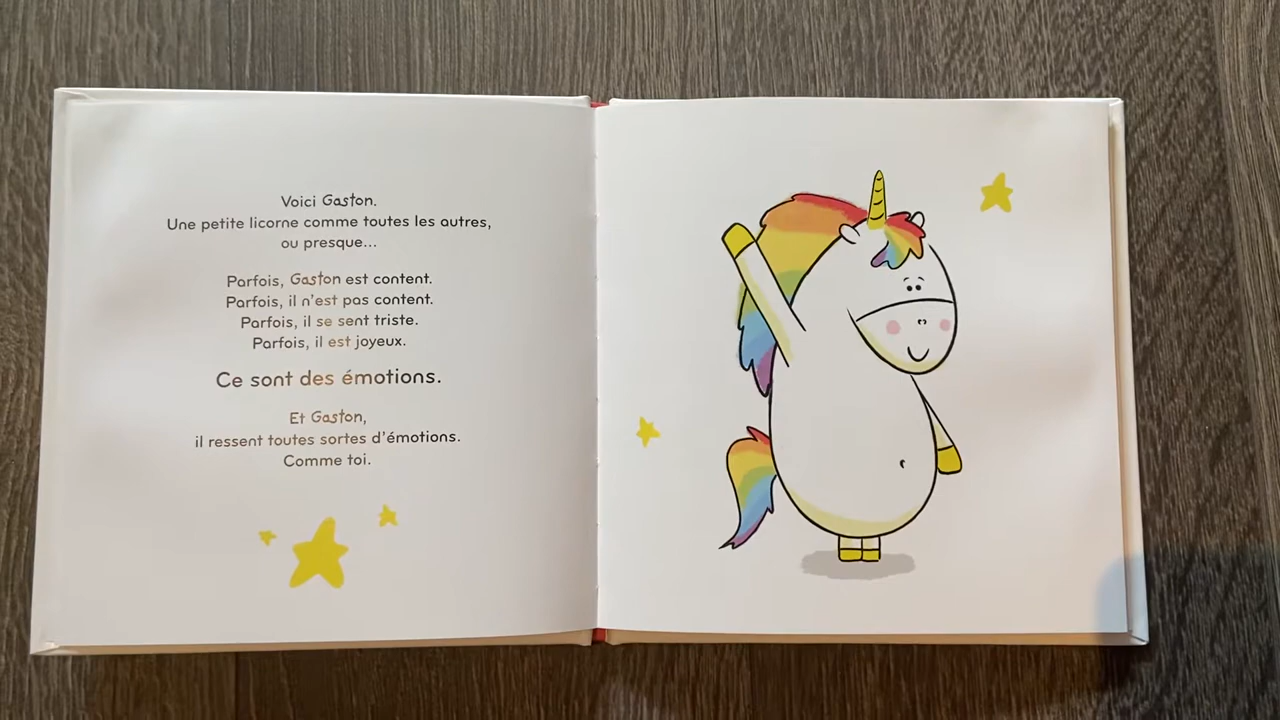 Voici Gaston.
Une petite licorne comme toutes les autres,
ou presque...
Parfois, Gaston est content.
Parfois, il n'est pas content.
Parfois, il se sent triste.
Parfois, il est joyeux.
Ce sont des émotions.
Et Gaston,
il ressent toutes sortes d'émotions.
Comme toi.